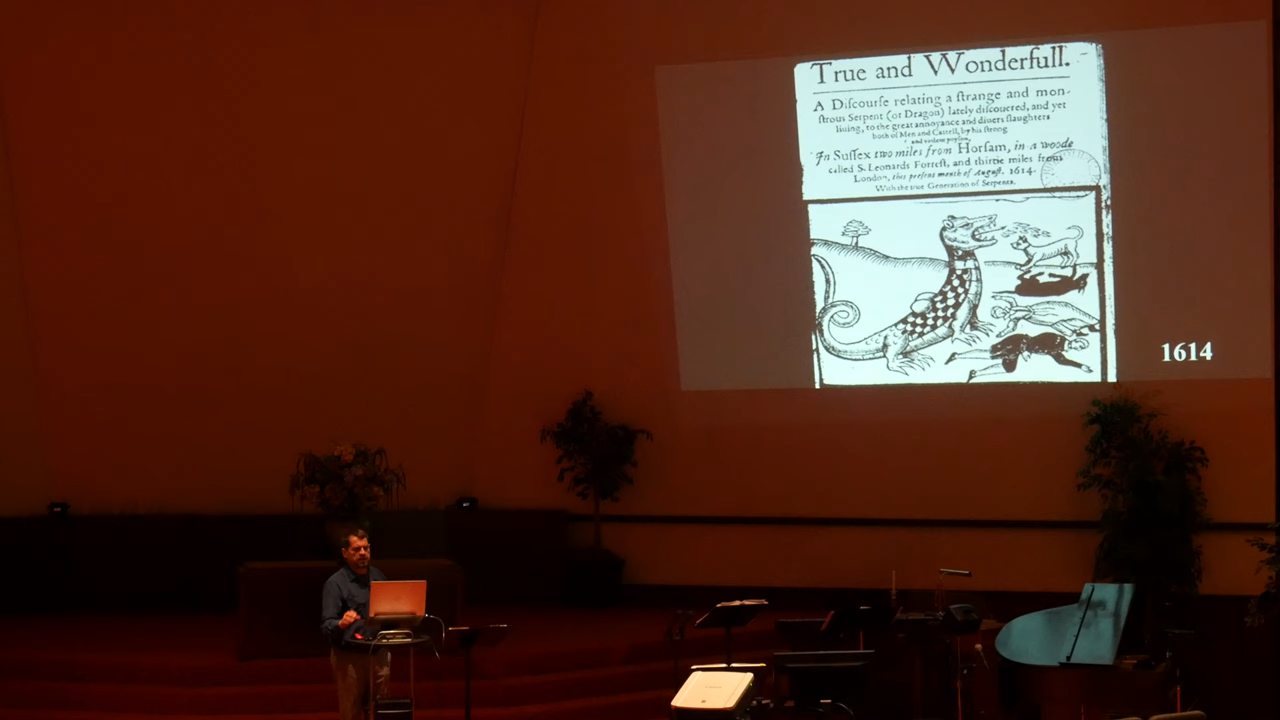 True and Wonderfull.
A Diſcourſe relating a ſtrange and mon-
ſtrous Serpent (or Dragon) lately diſcouered, and yet
liuing, to the great annoyance and diuers ſlaughters
both of Men and Cattell, by his ſtrong
and violent poyſon,
In Suſſex two miles from Horſam, in a woode
called S. Leonards Forreſt, and thirtie miles from
London, this preſent month of Auguſt. 1614.
With the true Generation of Serpents.
1614